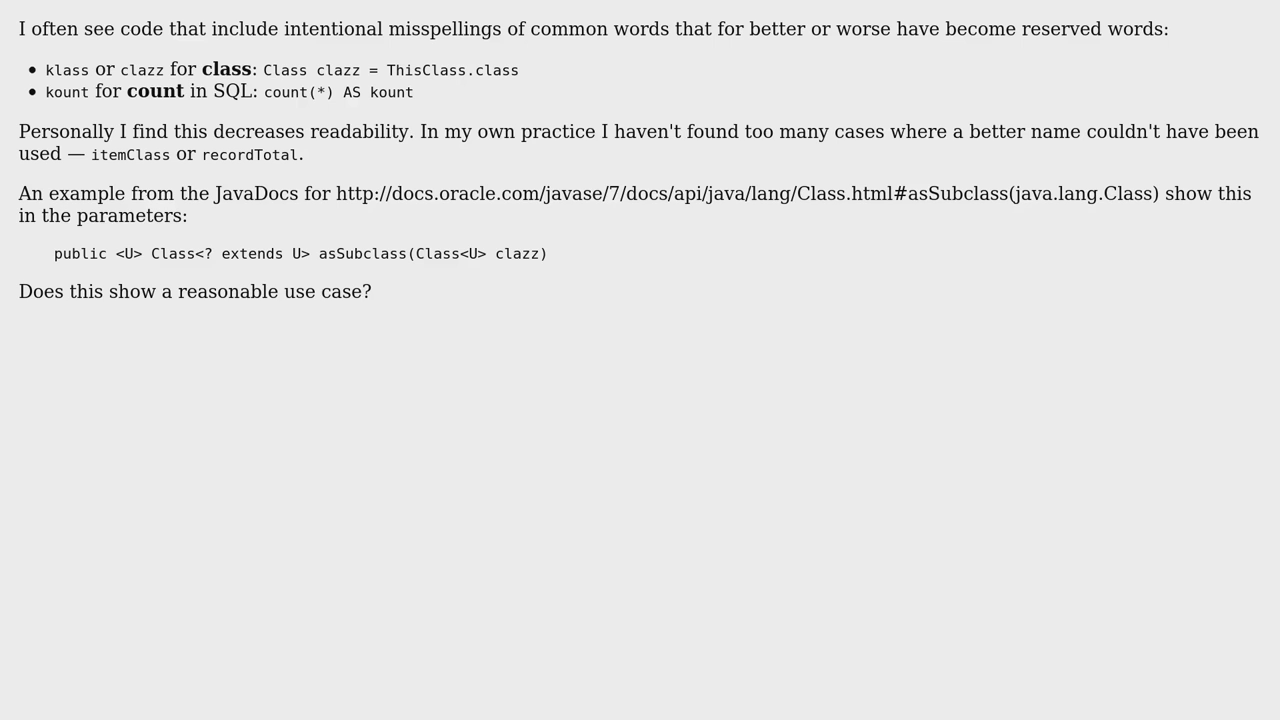 I often see code that include intentional misspellings of common words that for better or worse have become reserved words:
• klass or clazz for class: Class clazz = ThisClass.class
• kount for count in SQL: count(*) AS kount
Personally I find this decreases readability. In my own practice I haven't found too many cases where a better name couldn't have been
used — itemClass or recordTotal.
An example from the JavaDocs for http://docs.oracle.com/javase/7/docs/api/java/lang/Class.html#asSubclass(java.lang.Class) show this
in the parameters:
public <U> Class<? extends U> asSubclass(Class<U> clazz)
Does this show a reasonable use case?